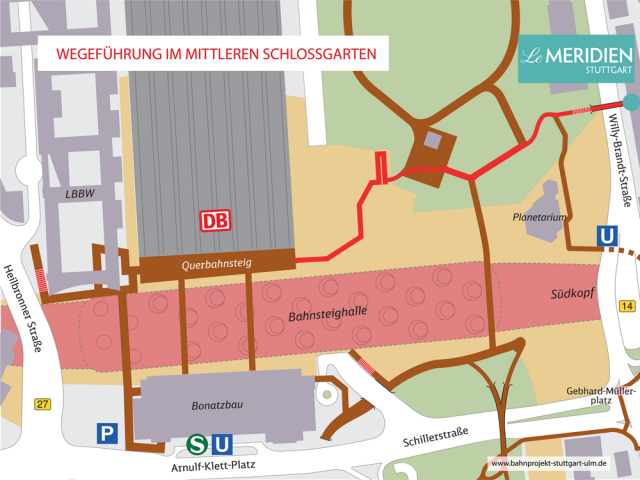 WEGEFÜHRUNG IM MITTLEREN SCHLOSSGARTEN
Le MERIDIEN
STUTTGART
Willy-Brandt-Straße
LBBW
DB
Planetarium
U
Querbahnsteig
Heilbronner Straße
Bahnsteighalle
Südkopf
14
27
Bonatzbau
Gebhard-Müller-
platz
P
S U
Schillerstraße
Arnulf-Klett-Platz
www.bahnprojekt-stuttgart-ulm.de